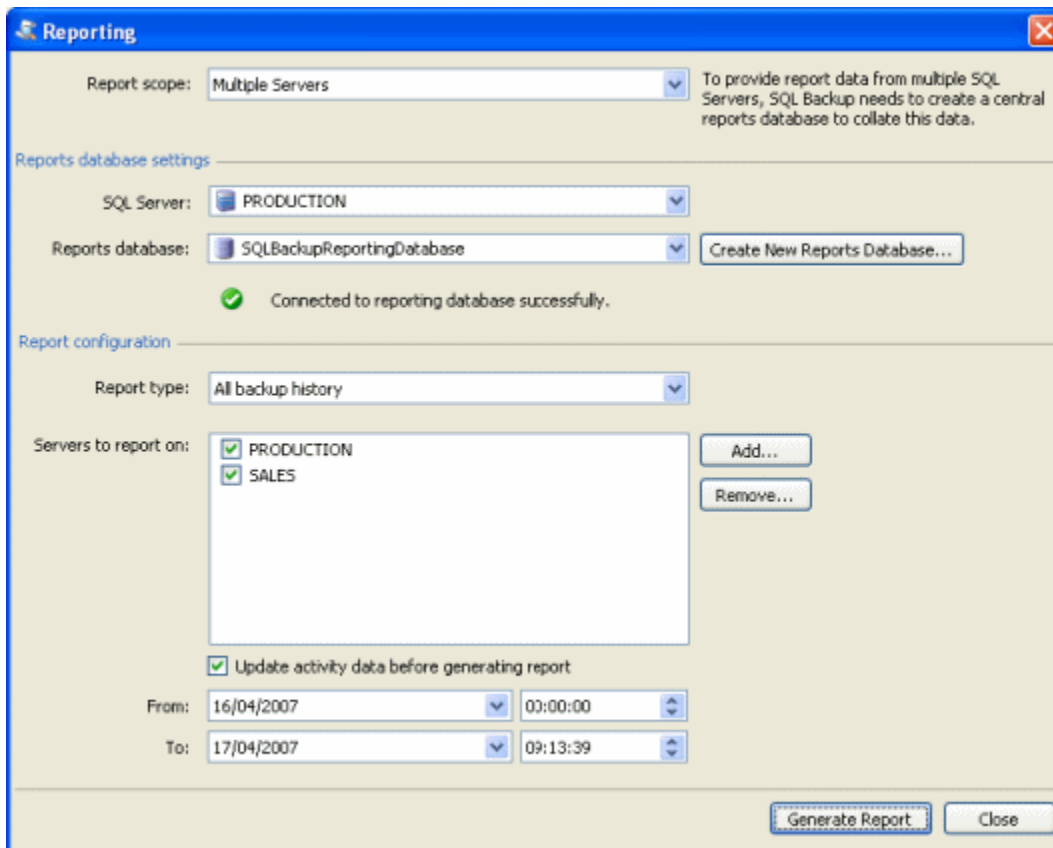 Reporting
Report scope: Multiple Servers
To provide report data from multiple SQL
Servers, SQL Backup needs to create a central
reports database to collate this data.
Reports database settings
SQL Server: PRODUCTION
Reports database: SQLBackupReportingDatabase Create New Reports Database...
Connected to reporting database successfully.
Report configuration
Report type: All backup history
Servers to report on: PRODUCTION Add...
SALES
Remove...
Update activity data before generating report
From: 16/04/2007 00:00:00
To: 17/04/2007 09:13:39
Generate Report Close